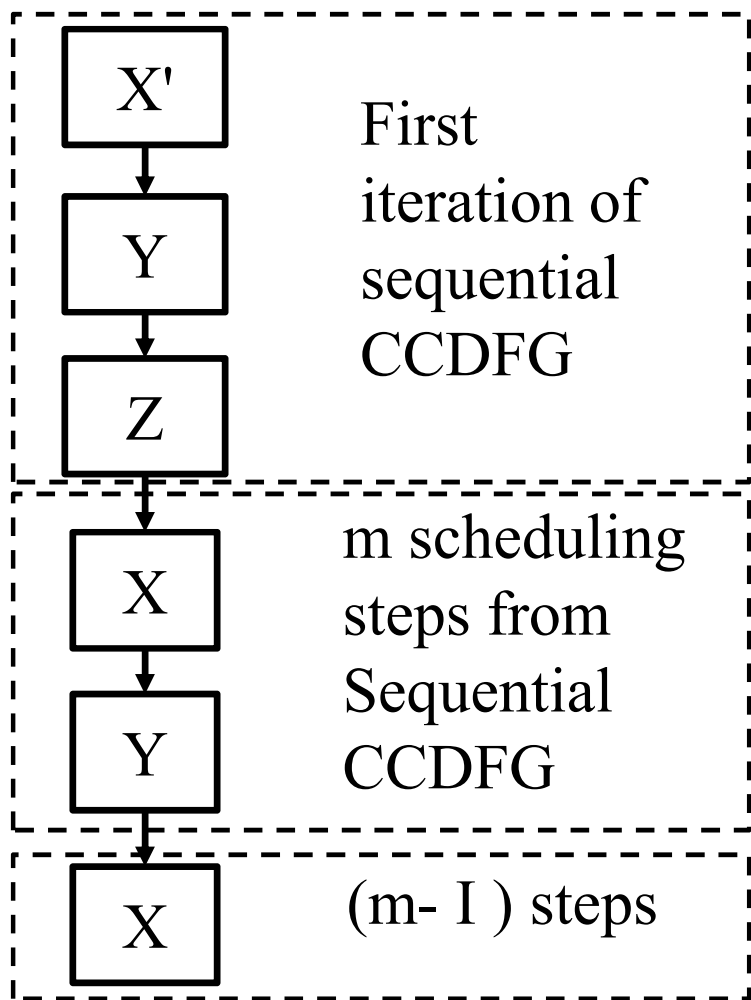 X'
First
iteration of
Y
sequential
CCDFG
Z
m scheduling
X
steps from
Sequential
Y
CCDFG
X
(m- I ) steps